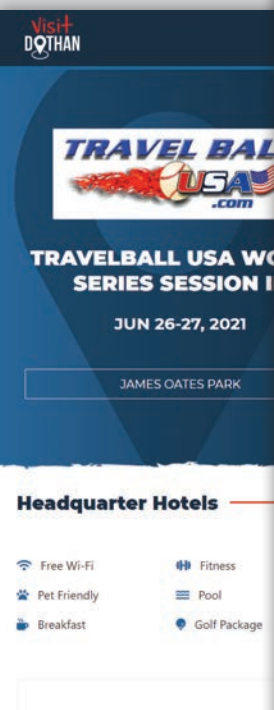 Visit
DOTHAN
TRAVEL BAL
USA
.com
TRAVELBALL USA WO
SERIES SESSION I
JUN 26-27, 2021
JAMES OATES PARK
Headquarter Hotels
Free Wi-Fi
Fitness
Pet Friendly
Pool
Breakfast
Golf Package